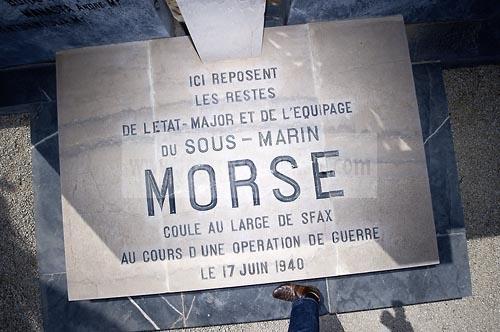 ICI REPOSENT
LES RESTES
DE L'ETAT-MAJOR ET DE L'EQUIPAGE
DU SOUS-MARIN
MORSE
COULE AU LARGE DE SFAX
AU COURS D'UNE OPERATION DE GUERRE
LE 17 JUIN 1940